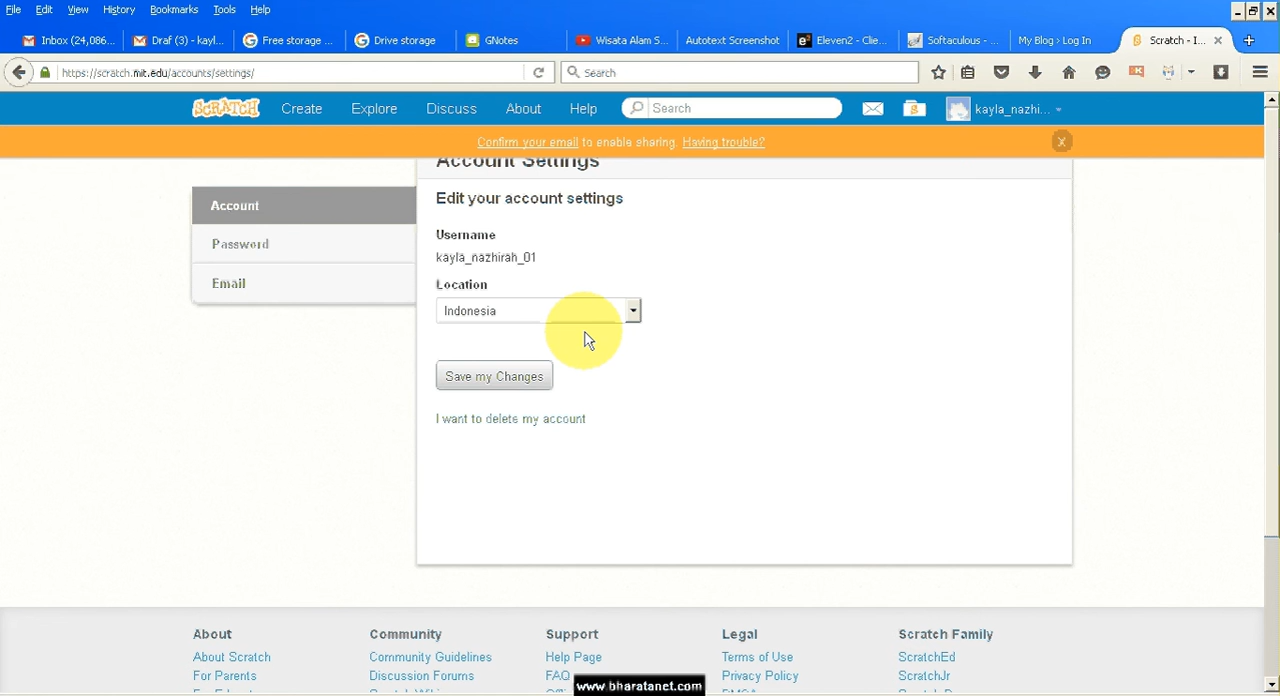 File Edit View History Bookmarks Tools Help
Inbox (24,086... Draf (3) - kayl... Free storage ... Drive storage GNotes Wisata Alam S... Autotext Screenshot Eleven2 - Clie... Softaculous - ... My Blog › Log In Scratch - I...
https://scratch.mit.edu/accounts/settings/ Search
SCRATCH Create Explore Discuss About Help Search kayla_nazhi...
Confirm your email to enable sharing. Having trouble? X
Account Settings
Account
Password
Email
Edit your account settings
Username
kayla_nazhirah_01
Location
Indonesia
Save my Changes
I want to delete my account
About Community Support Legal Scratch Family
About Scratch Community Guidelines Help Page Terms of Use ScratchEd
For Parents Discussion Forums FAQ Privacy Policy ScratchJr
www.bharatanet.com